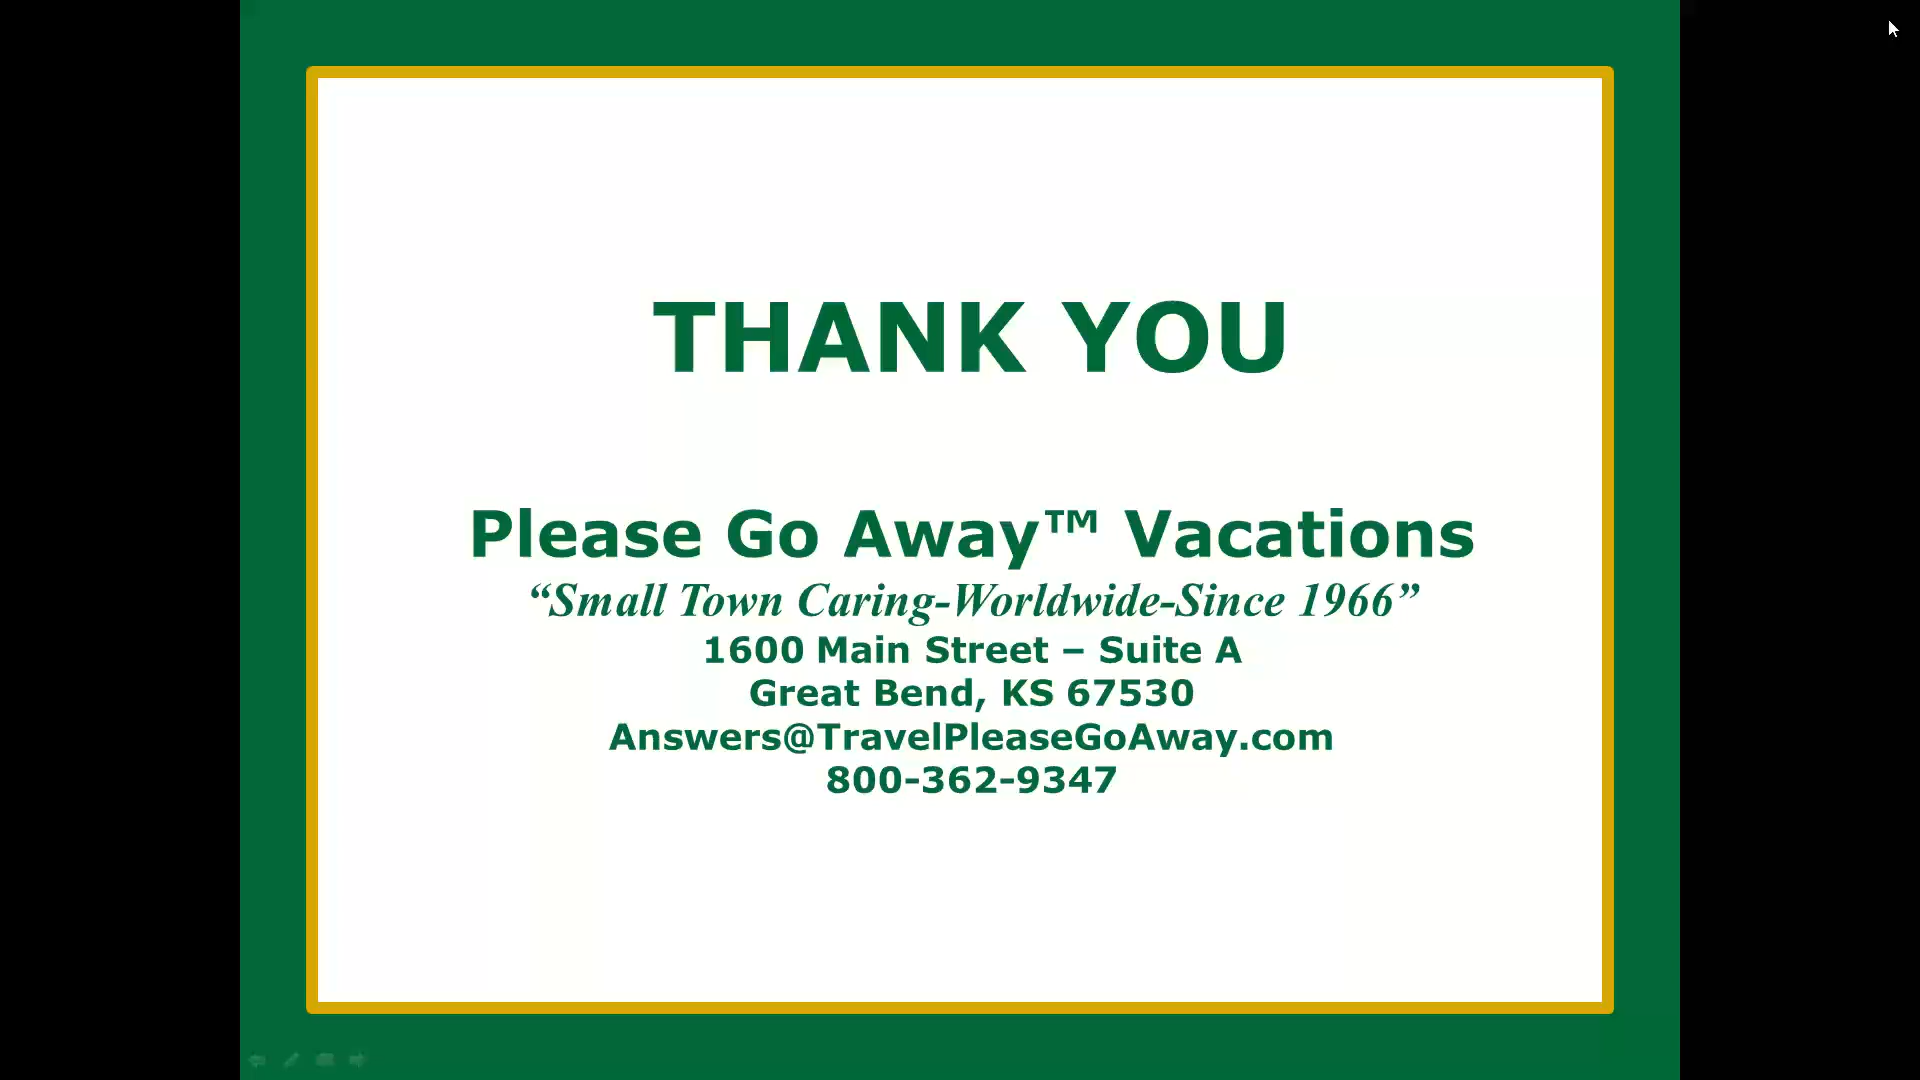 THANK YOU
Please Go Away™ Vacations
“Small Town Caring-Worldwide-Since 1966”
1600 Main Street – Suite A
Great Bend, KS 67530
Answers@TravelPleaseGoAway.com
800-362-9347